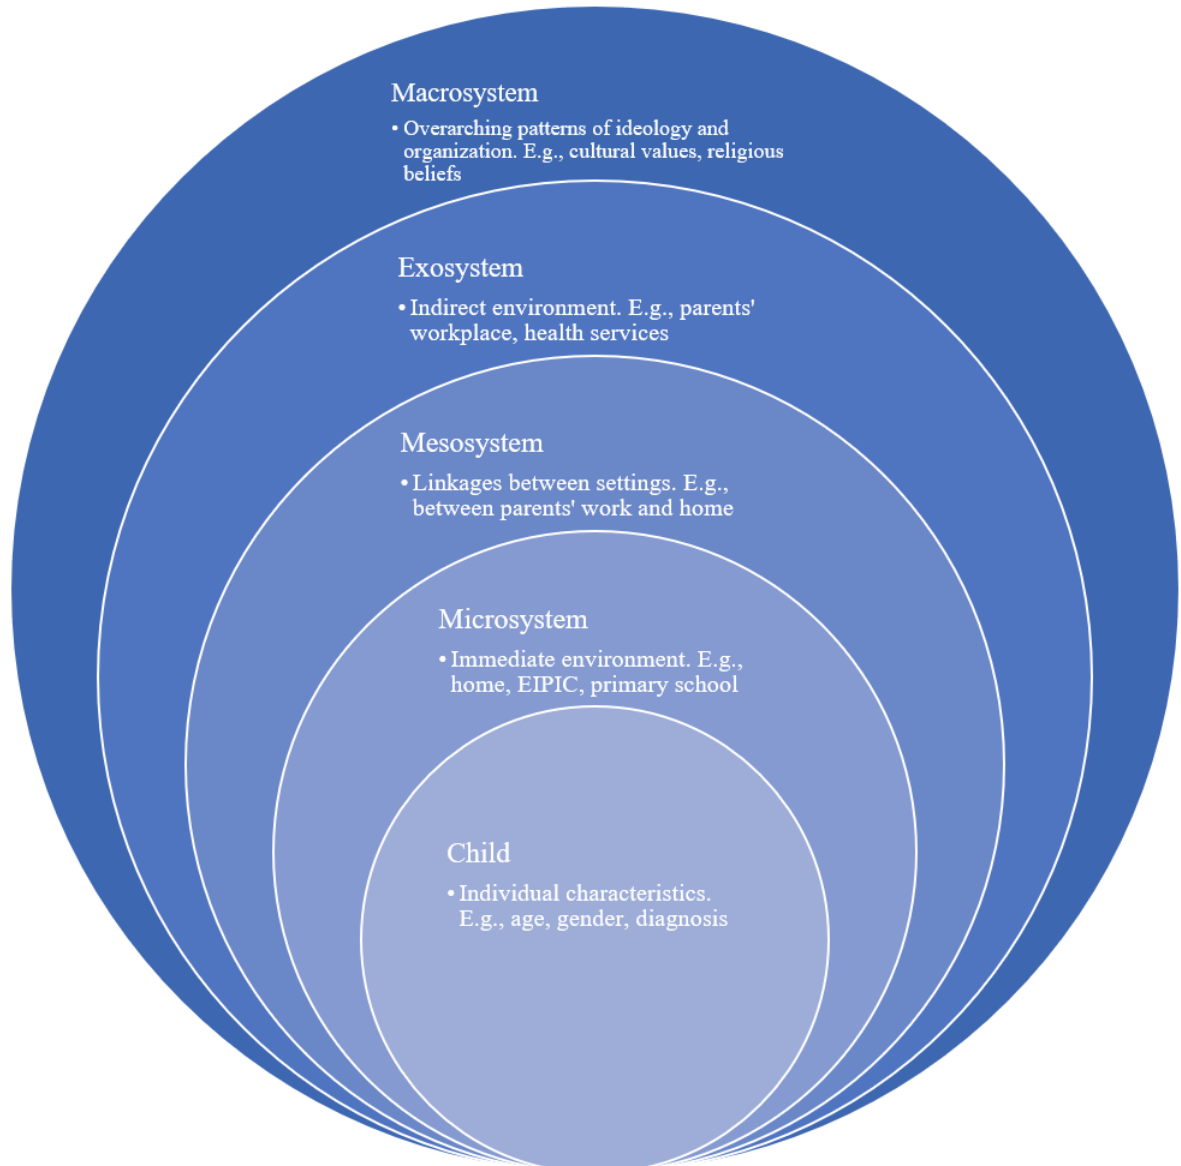 Macrosystem
• Overarching patterns of ideology and
organization. E.g., cultural values, religious
beliefs
Exosystem
• Indirect environment. E.g., parents'
workplace, health services
Mesosystem
• Linkages between settings. E.g.,
between parents' work and home
Microsystem
• Immediate environment. E.g.,
home, EIPIC, primary school
Child
• Individual characteristics.
E.g., age, gender, diagnosis